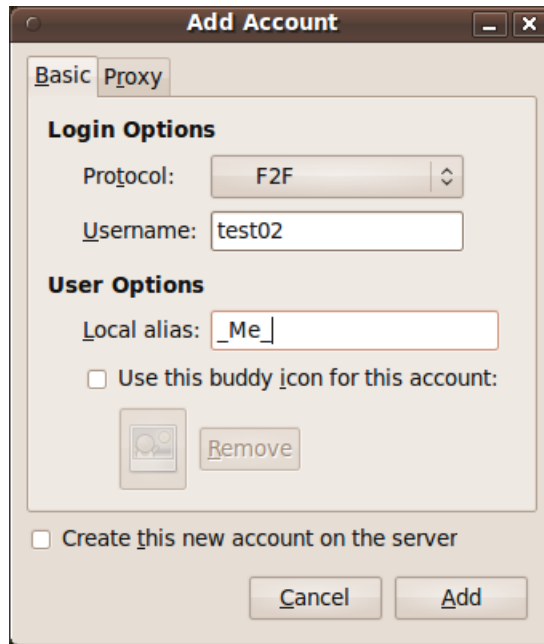 Add Account
Basic Proxy
Login Options
Protocol: F2F
Username: test02
User Options
Local alias: _Me_
Use this buddy icon for this account:
Remove
Create this new account on the server
Cancel Add